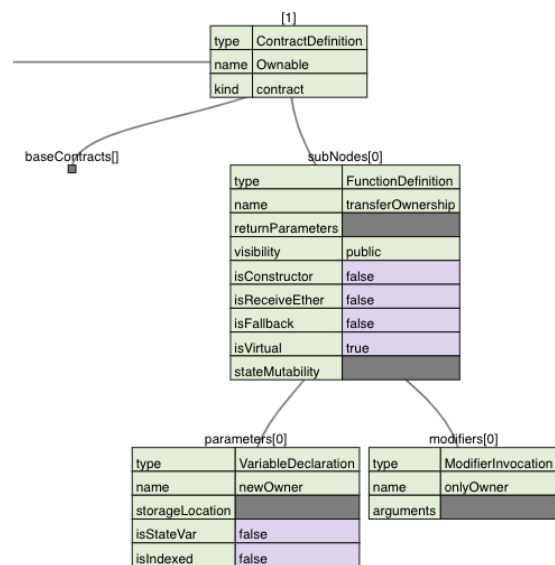 [1]
type ContractDefinition
name Ownable
kind contract
baseContracts[]
subNodes[0]
type FunctionDefinition
name transferOwnership
returnParameters
visibility public
isConstructor false
isReceiveEther false
isFallback false
isVirtual true
stateMutability
parameters[0]
type VariableDeclaration
name newOwner
storageLocation
isStateVar false
isIndexed false
modifiers[0]
type ModifierInvocation
name onlyOwner
arguments